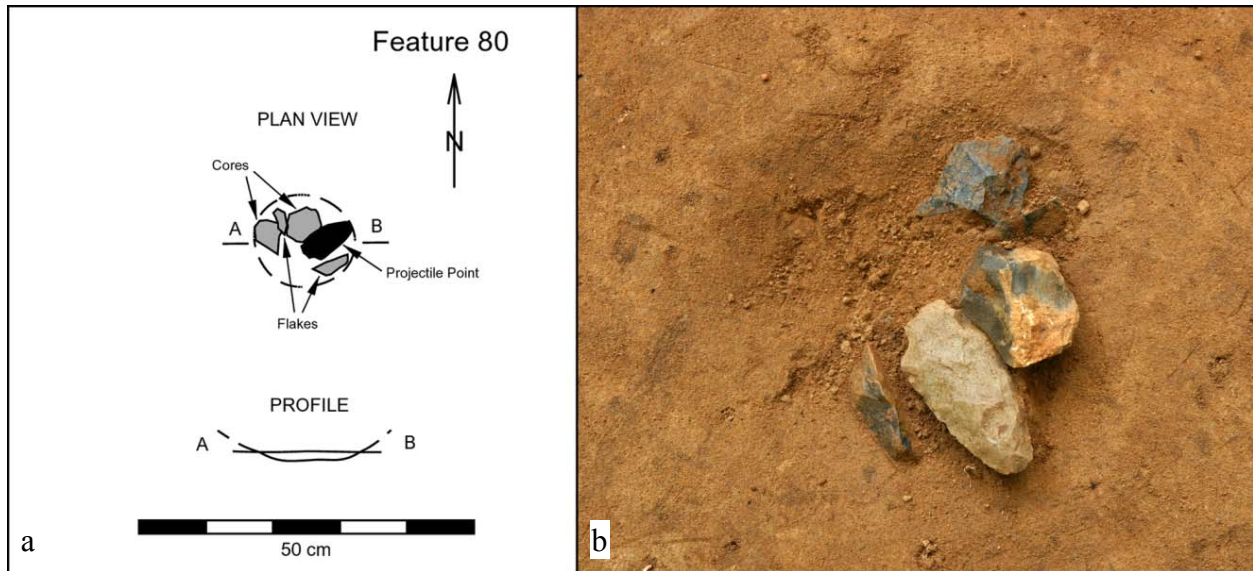 Feature 80
N
PLAN VIEW
Cores
A
B
Projectile Point
Flakes
PROFILE
A
B
50 cm
a
b